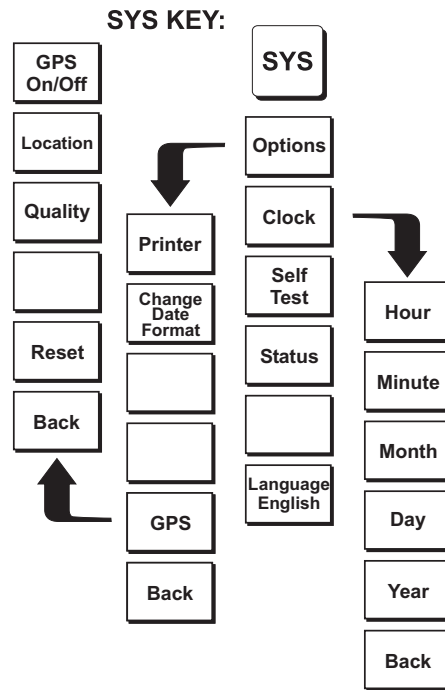 SYS KEY:
SYS
GPS
On/Off
Location
Quality
Reset
Back
Printer
Change
Date
Format
GPS
Back
Options
Clock
Self
Test
Status
Language
English
Hour
Minute
Month
Day
Year
Back